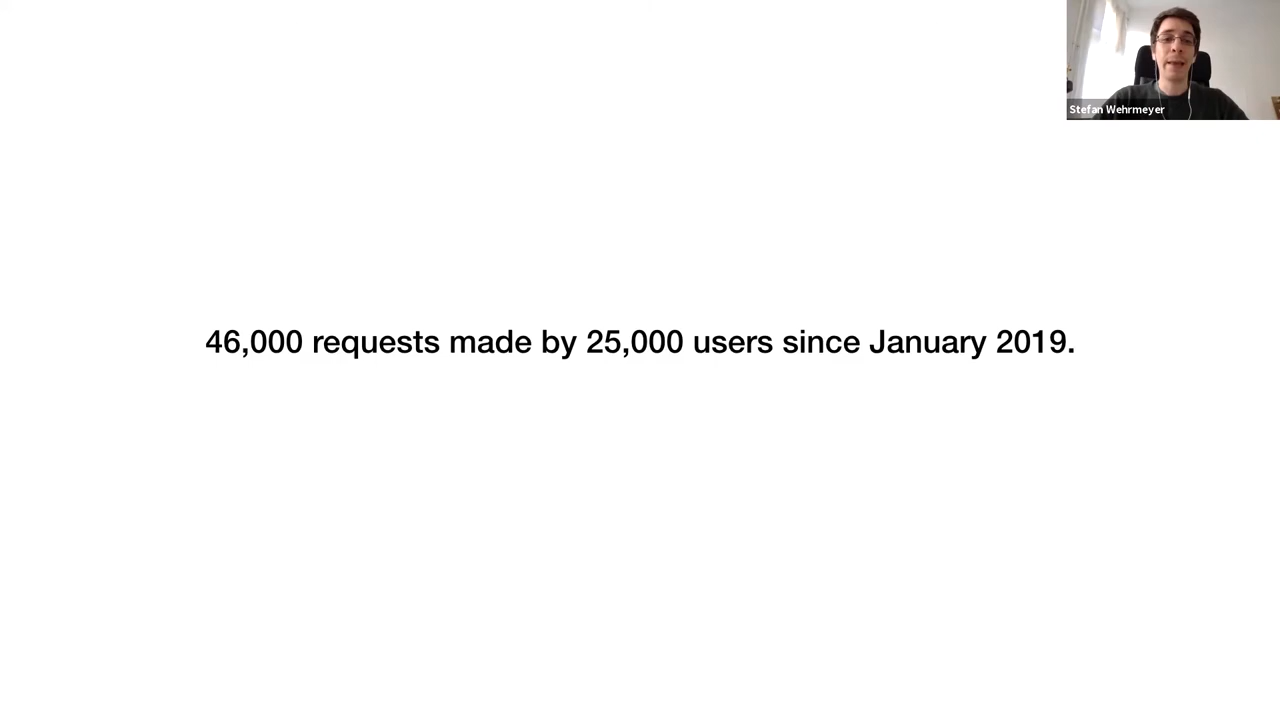 Stefan Wehrmeyer
46,000 requests made by 25,000 users since January 2019.